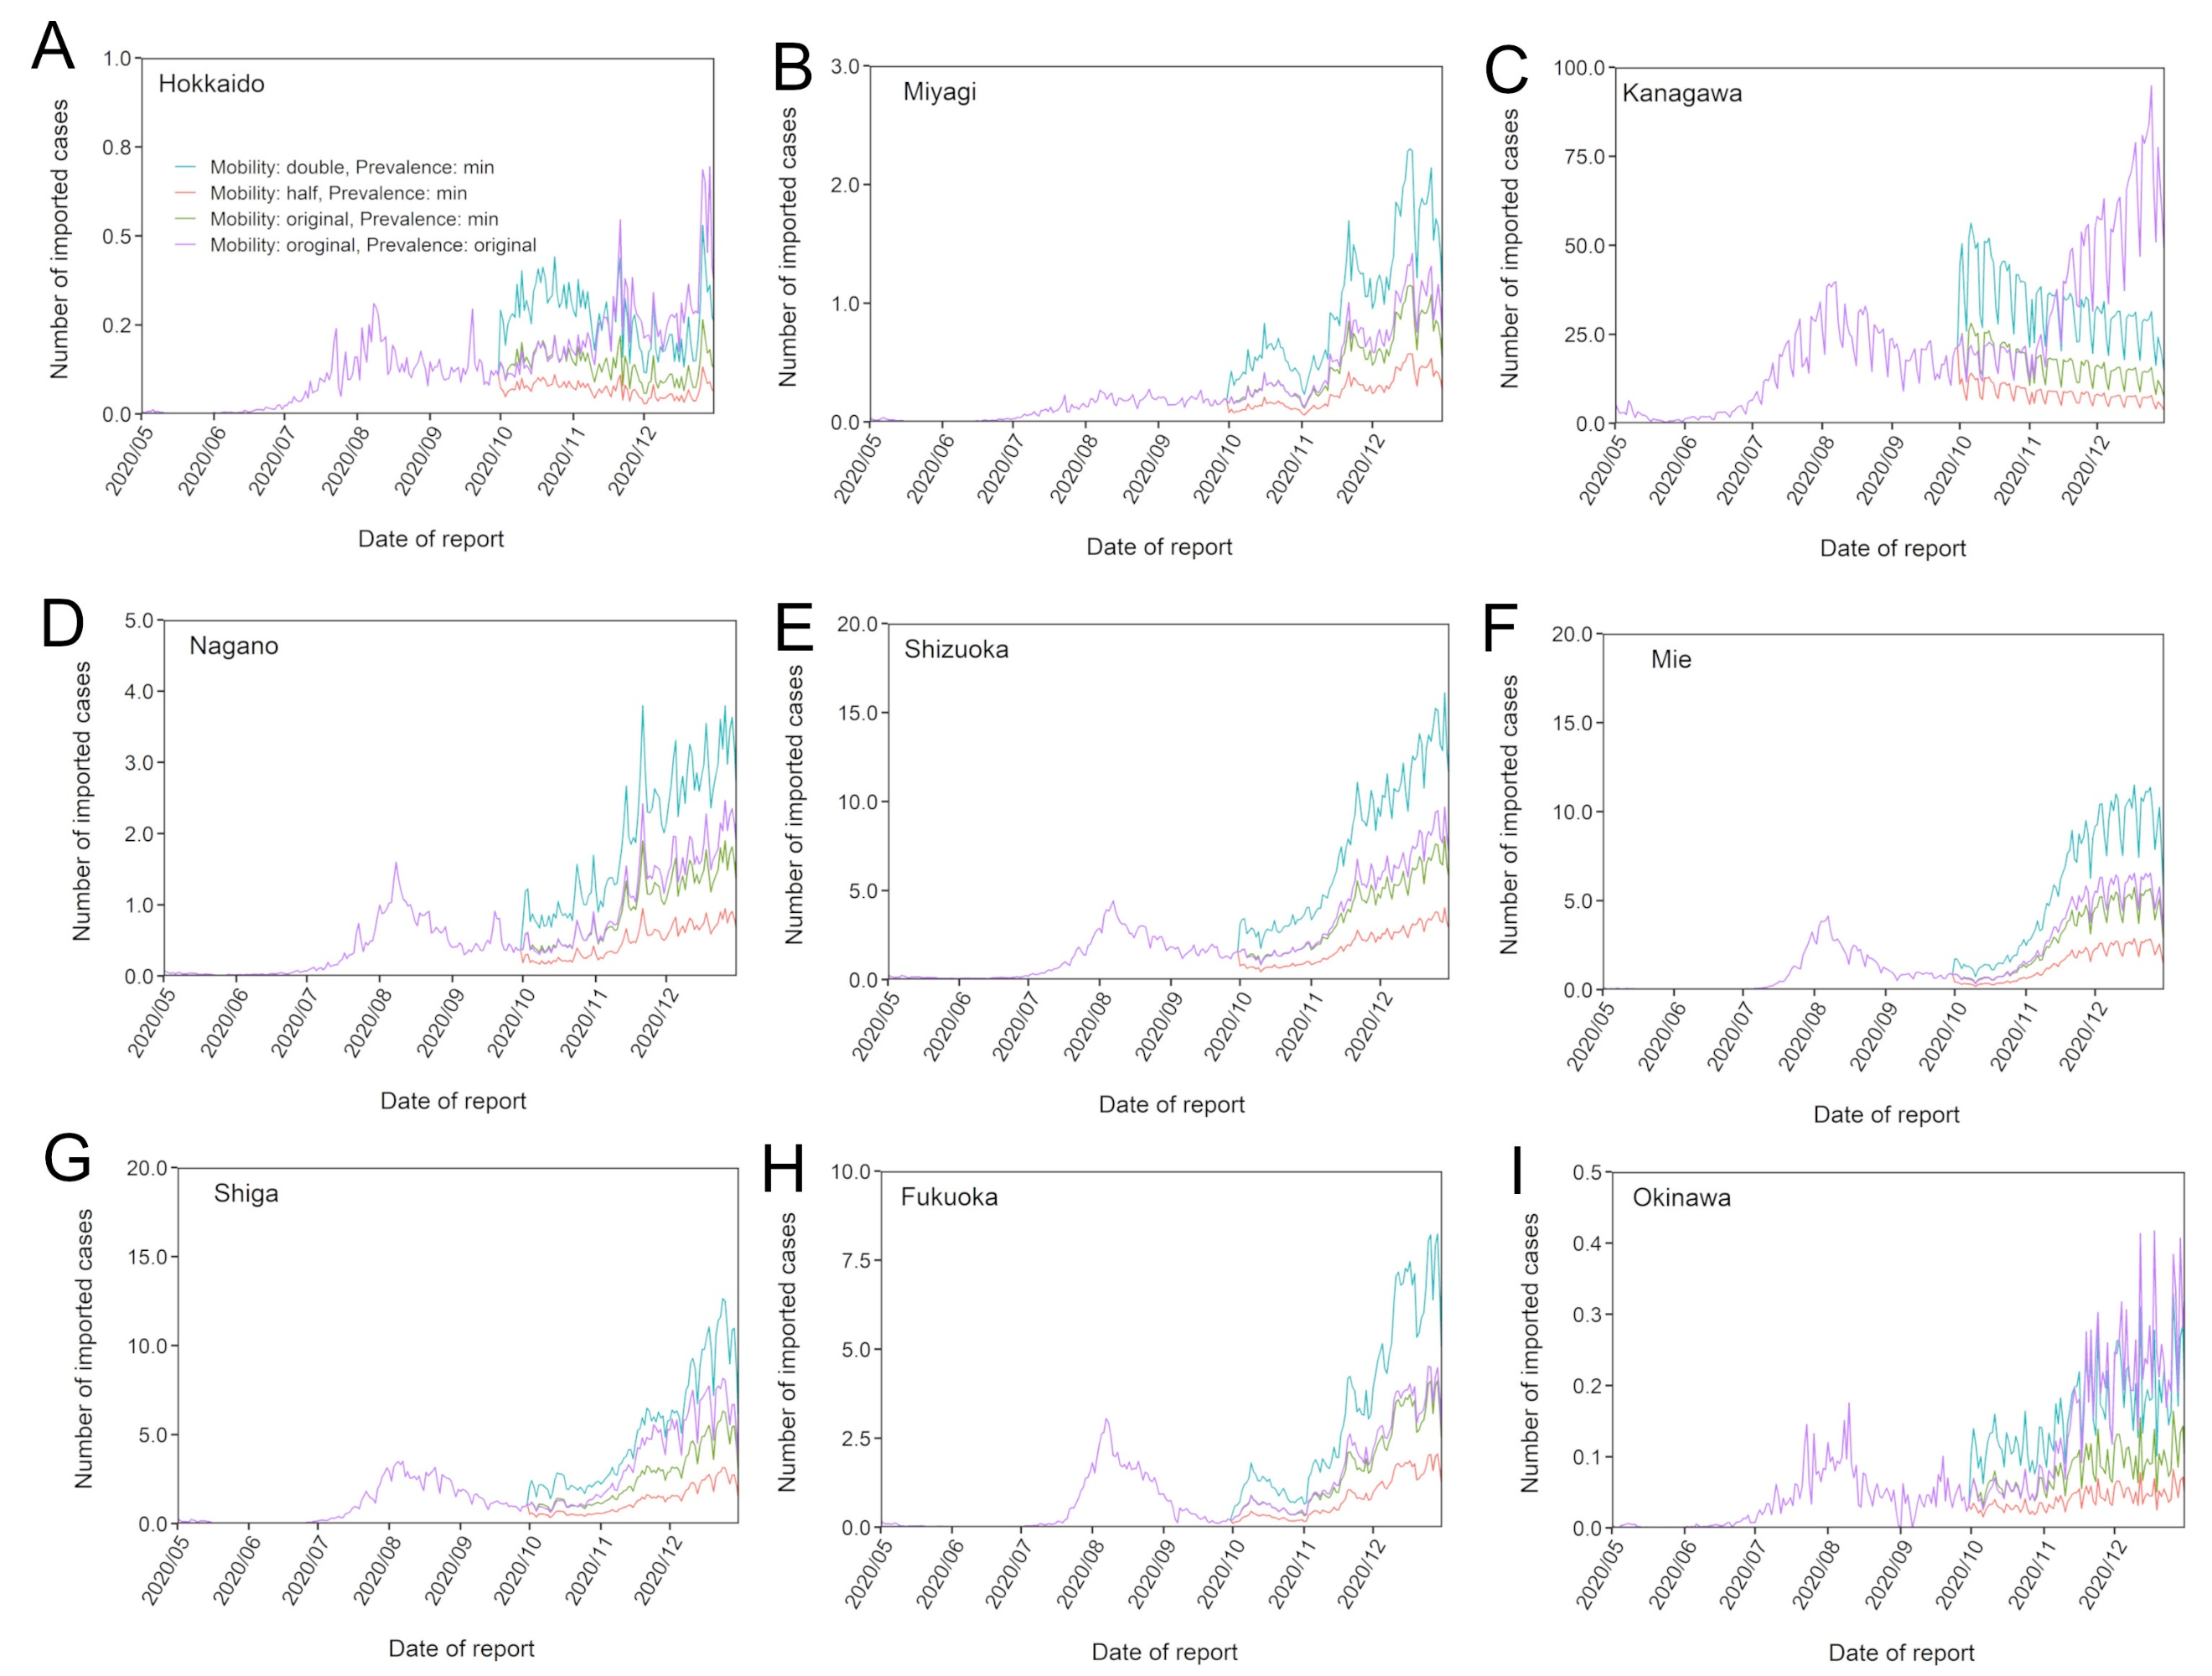 A
Hokkaido
Number of imported cases
1.0
0.8
0.5
0.2
0.0
Mobility: double, Prevalence: min
Mobility: half, Prevalence: min
Mobility: original, Prevalence: min
Mobility: oroginal, Prevalence: original
2020/05
2020/06
2020/07
2020/08
2020/09
2020/10
2020/11
2020/12
Date of report
B
Miyagi
Number of imported cases
3.0
2.0
1.0
0.0
2020/05
2020/06
2020/07
2020/08
2020/09
2020/10
2020/11
2020/12
Date of report
C
Kanagawa
Number of imported cases
100.0
75.0
50.0
25.0
0.0
2020/05
2020/06
2020/07
2020/08
2020/09
2020/10
2020/11
2020/12
Date of report
D
Nagano
Number of imported cases
5.0
4.0
3.0
2.0
1.0
0.0
2020/05
2020/06
2020/07
2020/08
2020/09
2020/10
2020/11
2020/12
Date of report
E
Shizuoka
Number of imported cases
20.0
15.0
10.0
5.0
0.0
2020/05
2020/06
2020/07
2020/08
2020/09
2020/10
2020/11
2020/12
Date of report
F
Mie
Number of imported cases
20.0
15.0
10.0
5.0
0.0
2020/05
2020/06
2020/07
2020/08
2020/09
2020/10
2020/11
2020/12
Date of report
G
Shiga
Number of imported cases
20.0
15.0
10.0
5.0
0.0
2020/05
2020/06
2020/07
2020/08
2020/09
2020/10
2020/11
2020/12
Date of report
H
Fukuoka
Number of imported cases
10.0
7.5
5.0
2.5
0.0
2020/05
2020/06
2020/07
2020/08
2020/09
2020/10
2020/11
2020/12
Date of report
I
Okinawa
Number of imported cases
0.5
0.4
0.3
0.2
0.1
0.0
2020/05
2020/06
2020/07
2020/08
2020/09
2020/10
2020/11
2020/12
Date of report